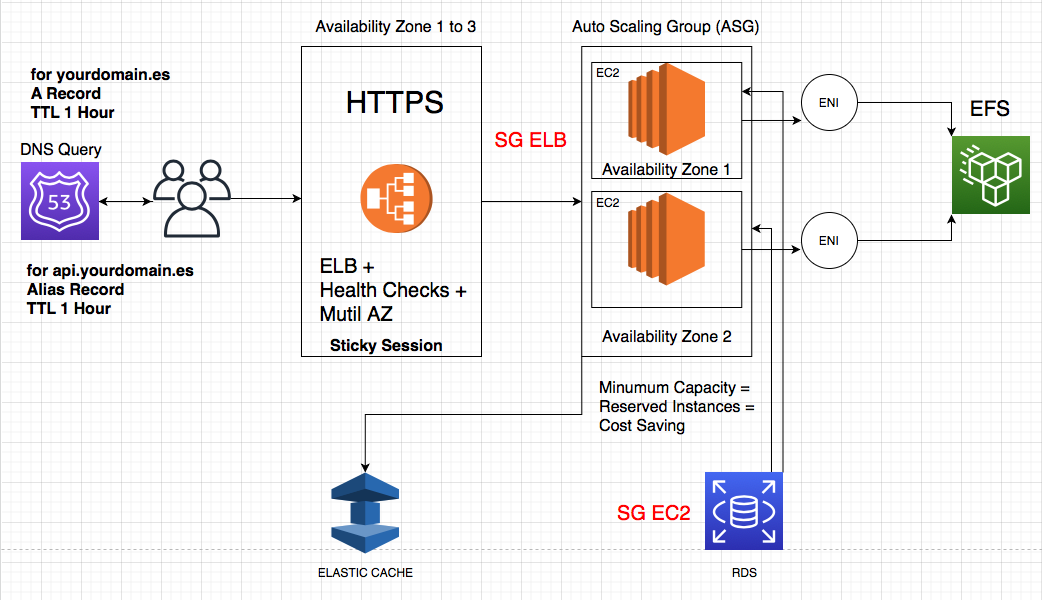 Availability Zone 1 to 3
Auto Scaling Group (ASG)
for yourdomain.es
A Record
TTL 1 Hour
DNS Query
53
for api.yourdomain.es
Alias Record
TTL 1 Hour
HTTPS
ELB +
Health Checks +
Mutil AZ
Sticky Session
SG ELB
EC2
Availability Zone 1
EC2
Availability Zone 2
ENI
ENI
EFS
Minumum Capacity =
Reserved Instances =
Cost Saving
SG EC2
ELASTIC CACHE
RDS